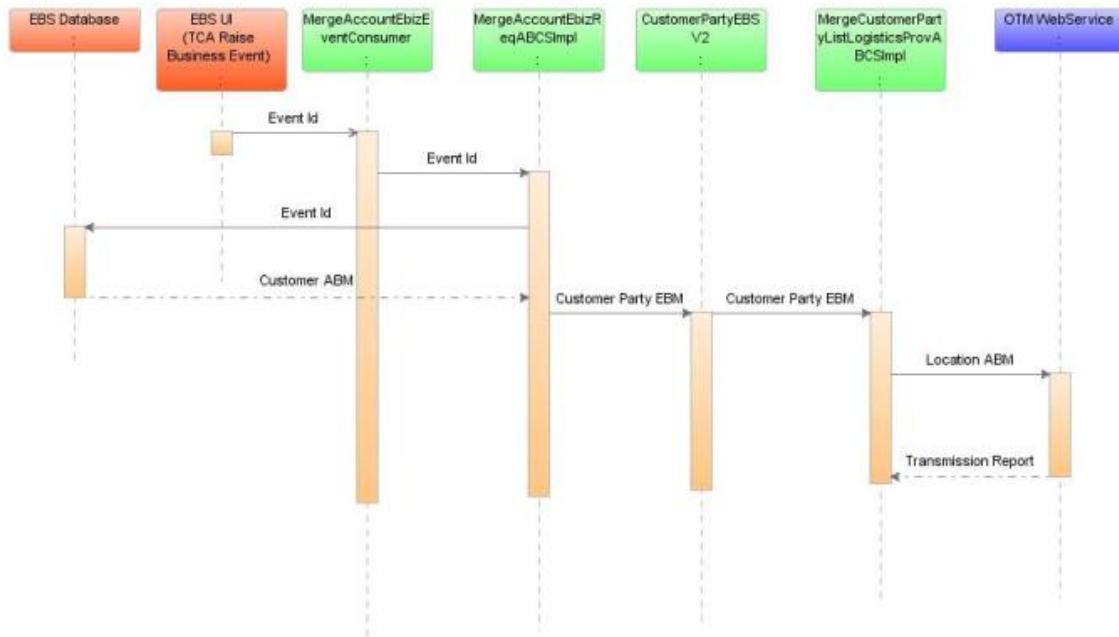 EBS Database
:
EBS UI
(TCA Raise
Business Event)
:
MergeAccountEbizE
ventConsumer
:
MergeAccountEbizR
eqABCSImpl
:
CustomerPartyEBS
V2
:
MergeCustomerPart
yListLogisticsProvA
BCSImpl
:
OTM WebService
:
Event Id
Event Id
Event Id
Customer ABM
Customer Party EBM
Customer Party EBM
Location ABM
Transmission Report